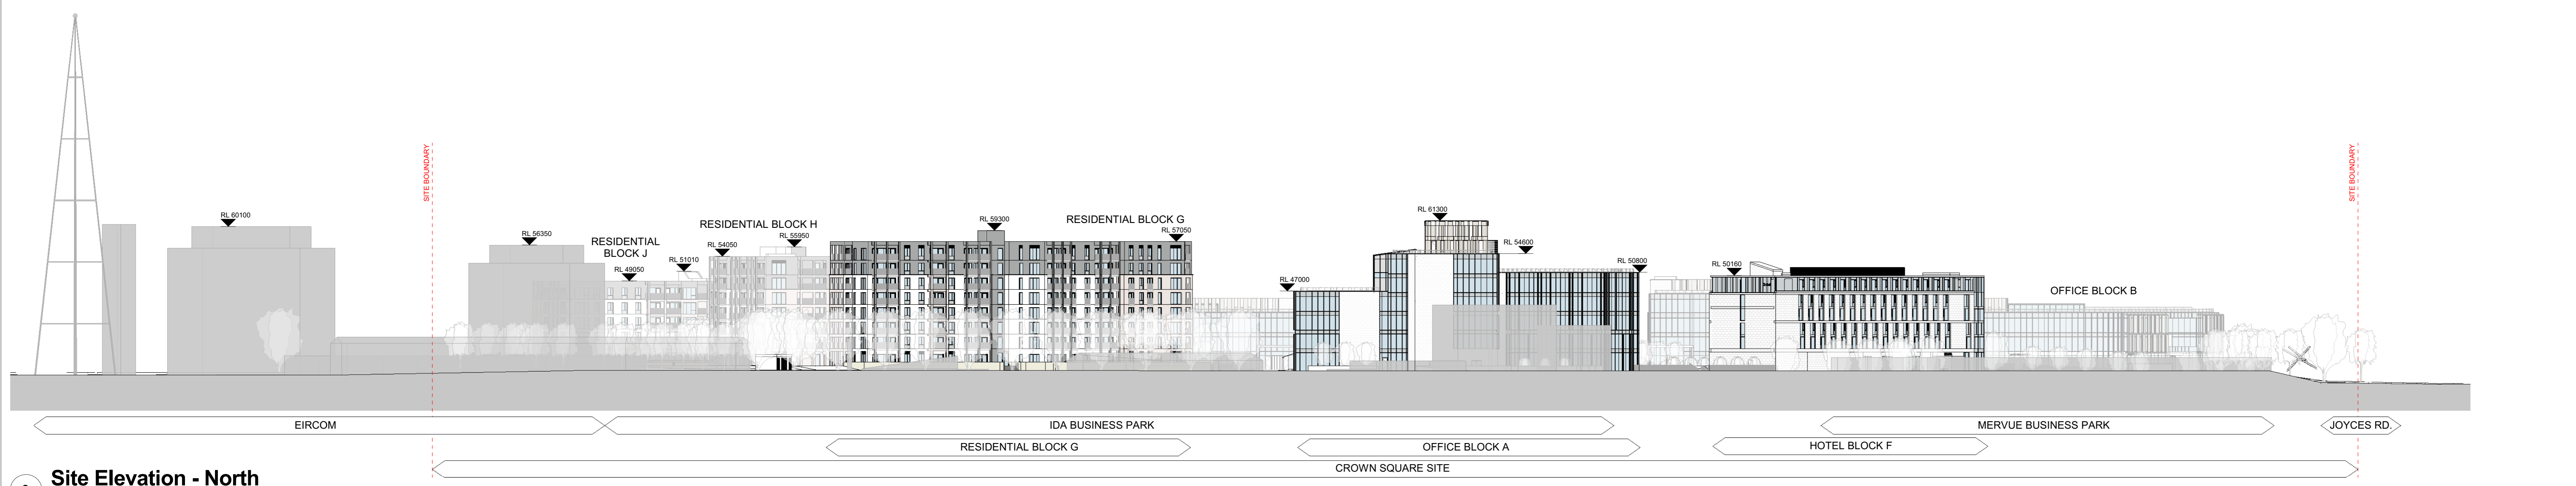 RL 60100
SITE BOUNDARY
RL 56350
RESIDENTIAL
BLOCK J
RL 49050
RL 51010
RESIDENTIAL BLOCK H
RL 54050
RL 55950
RL 59300
RESIDENTIAL BLOCK G
RL 57050
RL 47000
RL 61300
RL 54600
RL 50800
RL 50160
OFFICE BLOCK B
SITE BOUNDARY
EIRCOM
IDA BUSINESS PARK
MERVUE BUSINESS PARK
JOYCES RD.
RESIDENTIAL BLOCK G
OFFICE BLOCK A
HOTEL BLOCK F
CROWN SQUARE SITE
Site Elevation - North